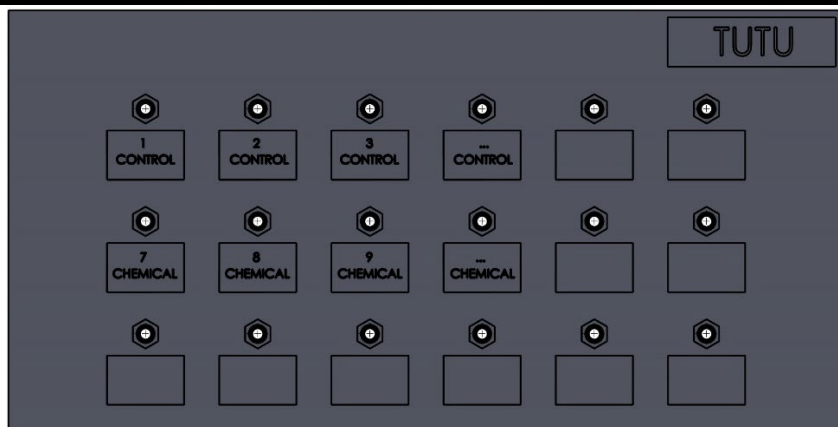 TUTU
1
CONTROL
2
CONTROL
3
CONTROL
...
CONTROL
7
CHEMICAL
8
CHEMICAL
9
CHEMICAL
...
CHEMICAL